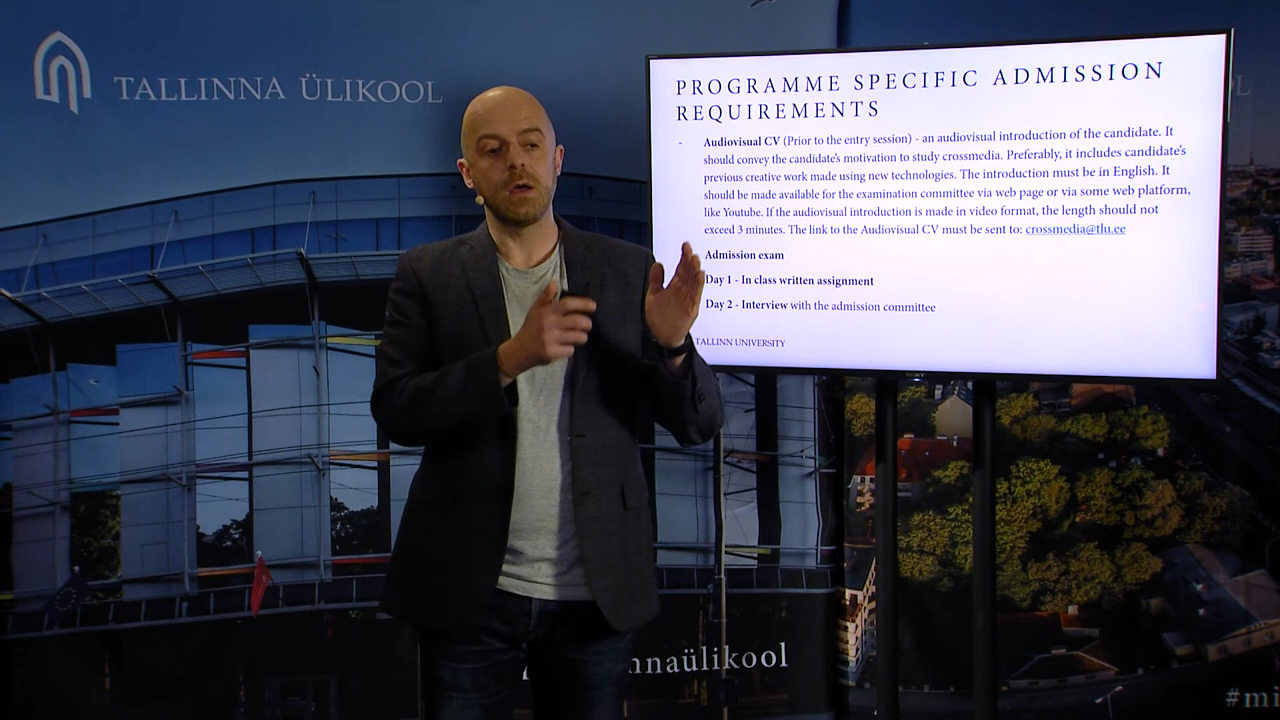 TALLINNA ÜLIKOOL
PROGRAMME SPECIFIC ADMISSION
REQUIREMENTS
- Audiovisual CV (Prior to the entry session) - an audiovisual introduction of the candidate. It
should convey the candidate's motivation to study crossmedia. Preferably, it includes candidate's
previous creative work made using new technologies. The introduction must be in English. It
should be made available for the examination committee via web page or via some web platform,
like Youtube. If the audiovisual introduction is made in video format, the length should not
exceed 3 minutes. The link to the Audiovisual CV must be sent to: crossmedia@tlu.ee
Admission exam
Day 1 - In class written assignment
Day 2 - Interview with the admission committee
TALLINN UNIVERSITY
nnaülikool
#mi